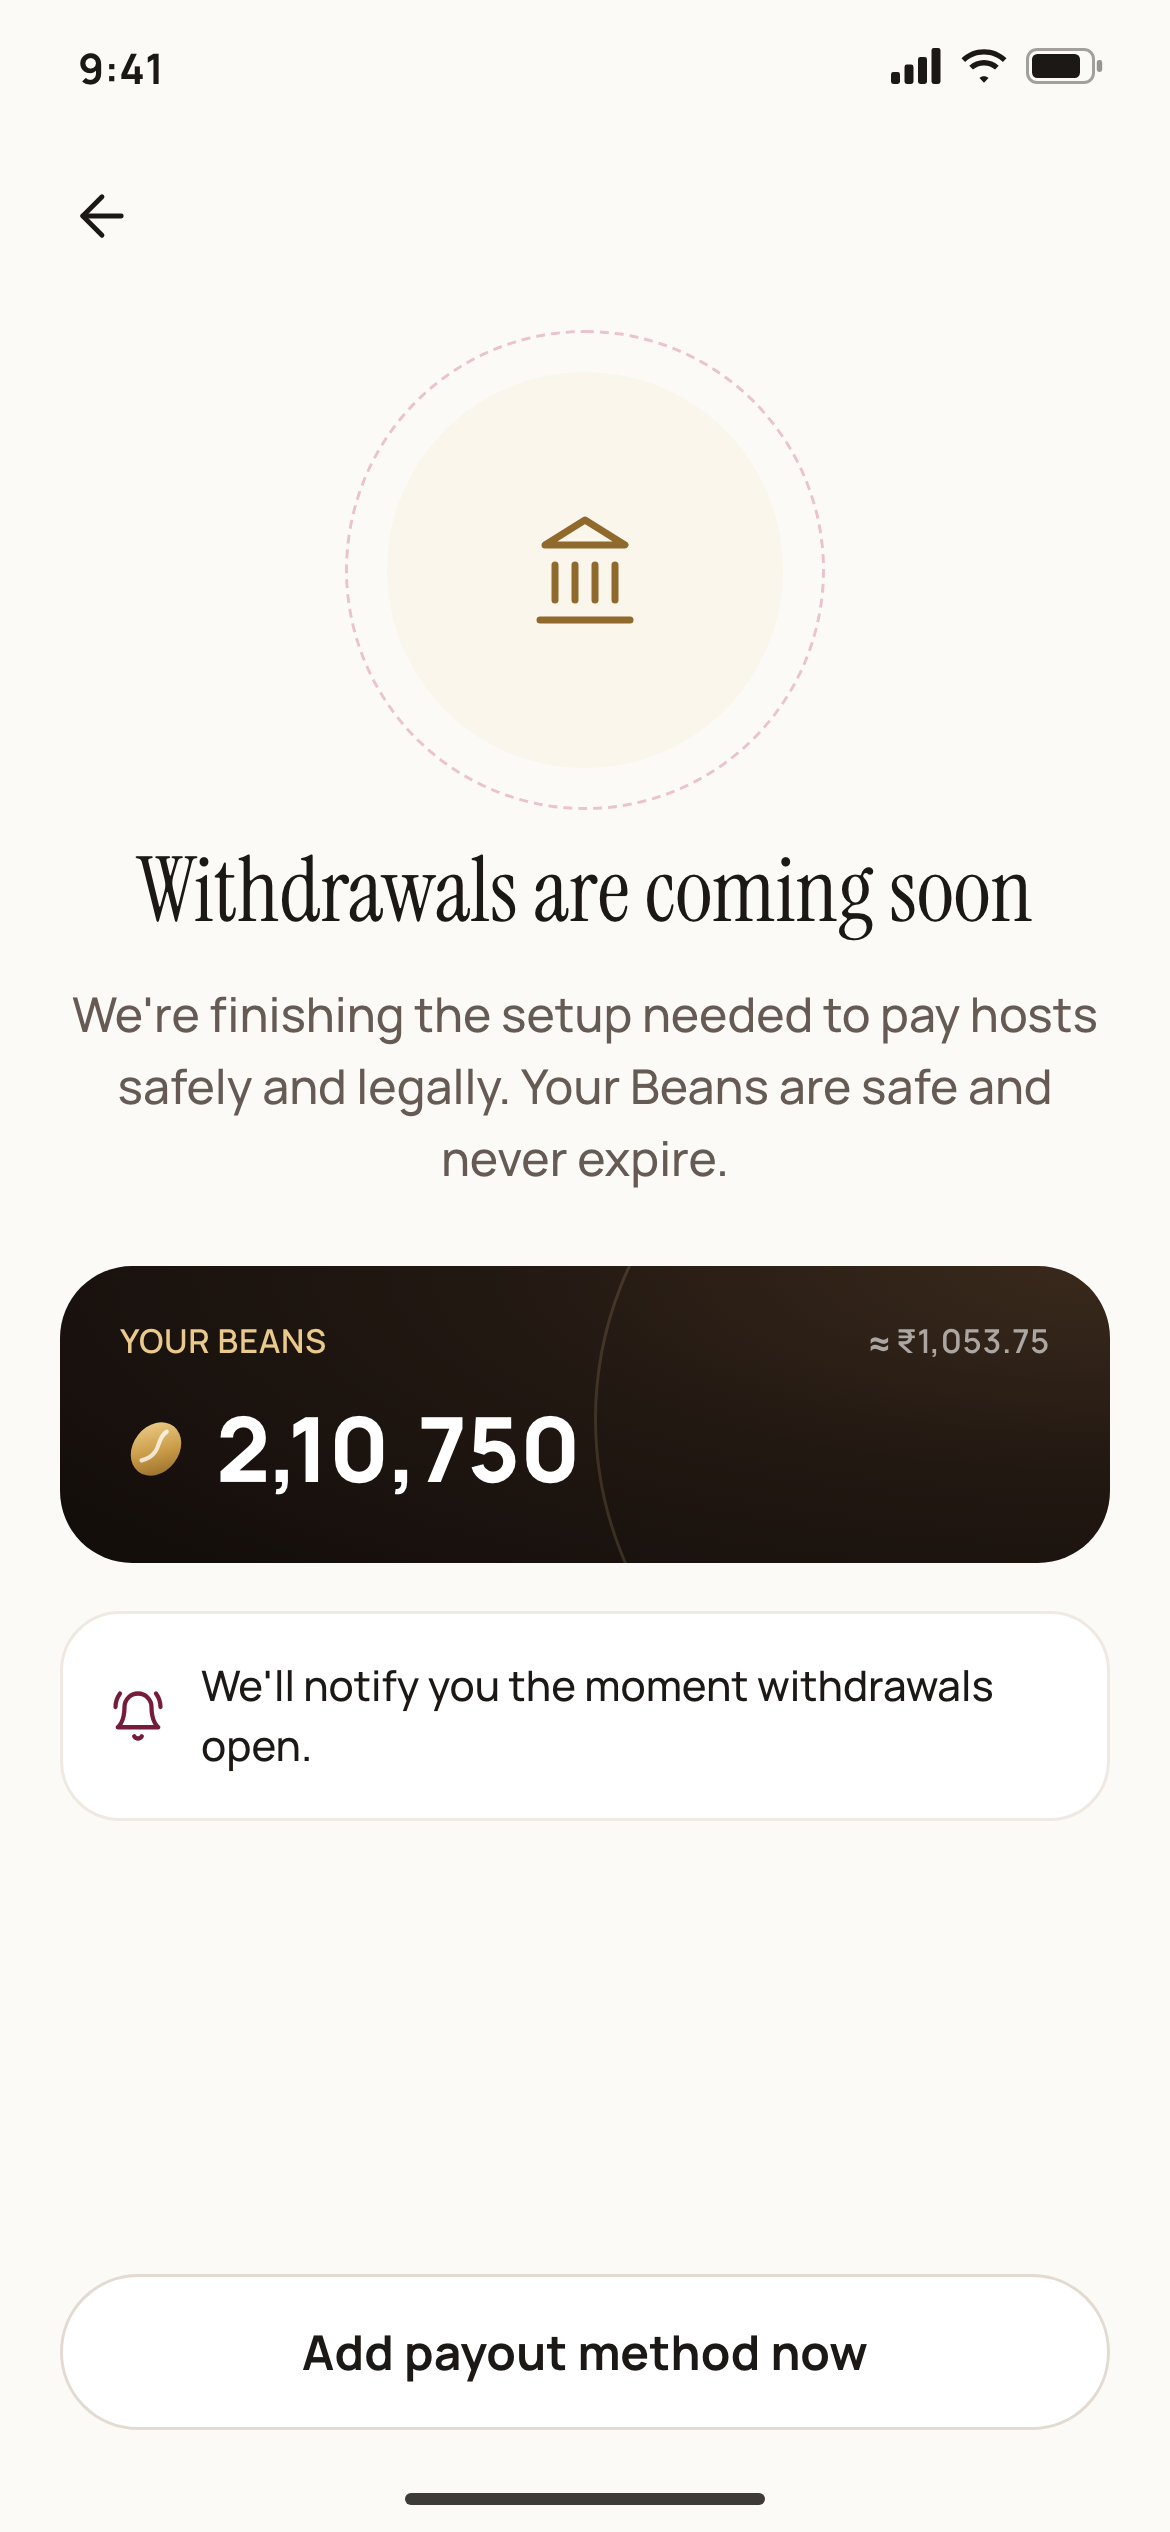 9:41
Withdrawals are coming soon
We're finishing the setup needed to pay hosts
safely and legally. Your Beans are safe and
never expire.
YOUR BEANS
≈ ₹1,053.75
2,10,750
We'll notify you the moment withdrawals
open.
Add payout method now